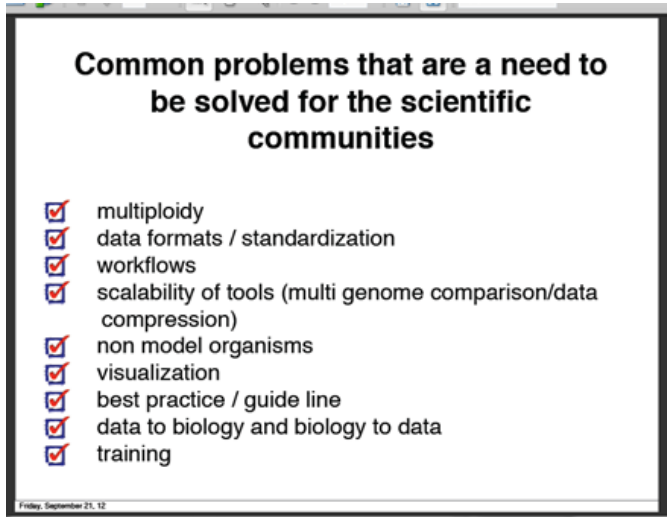 Common problems that are a need to
be solved for the scientific
communities
multiploidy
data formats / standardization
workflows
scalability of tools (multi genome comparison/data
compression)
non model organisms
visualization
best practice / guide line
data to biology and biology to data
training
Friday, September 21, 12